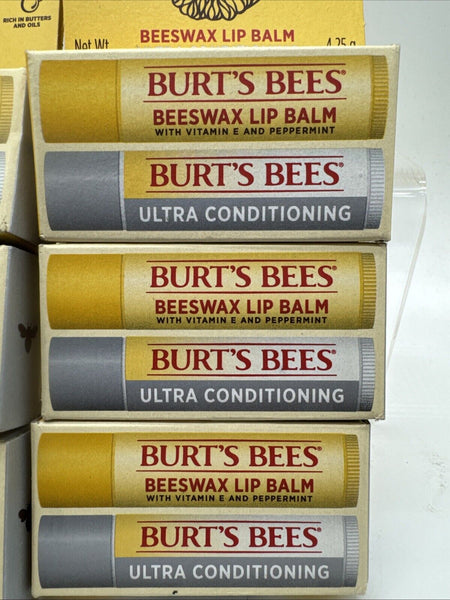 RICH IN BUTTERS
AND OILS
BEESWAX LIP BALM
Net Wt. 4.25 g
BURT'S BEES®
BEESWAX LIP BALM
WITH VITAMIN E AND PEPPERMINT
BURT'S BEES®
ULTRA CONDITIONING
BURT'S BEES®
BEESWAX LIP BALM
WITH VITAMIN E AND PEPPERMINT
BURT'S BEES®
ULTRA CONDITIONING
BURT'S BEES®
BEESWAX LIP BALM
WITH VITAMIN E AND PEPPERMINT
BURT'S BEES®
ULTRA CONDITIONING